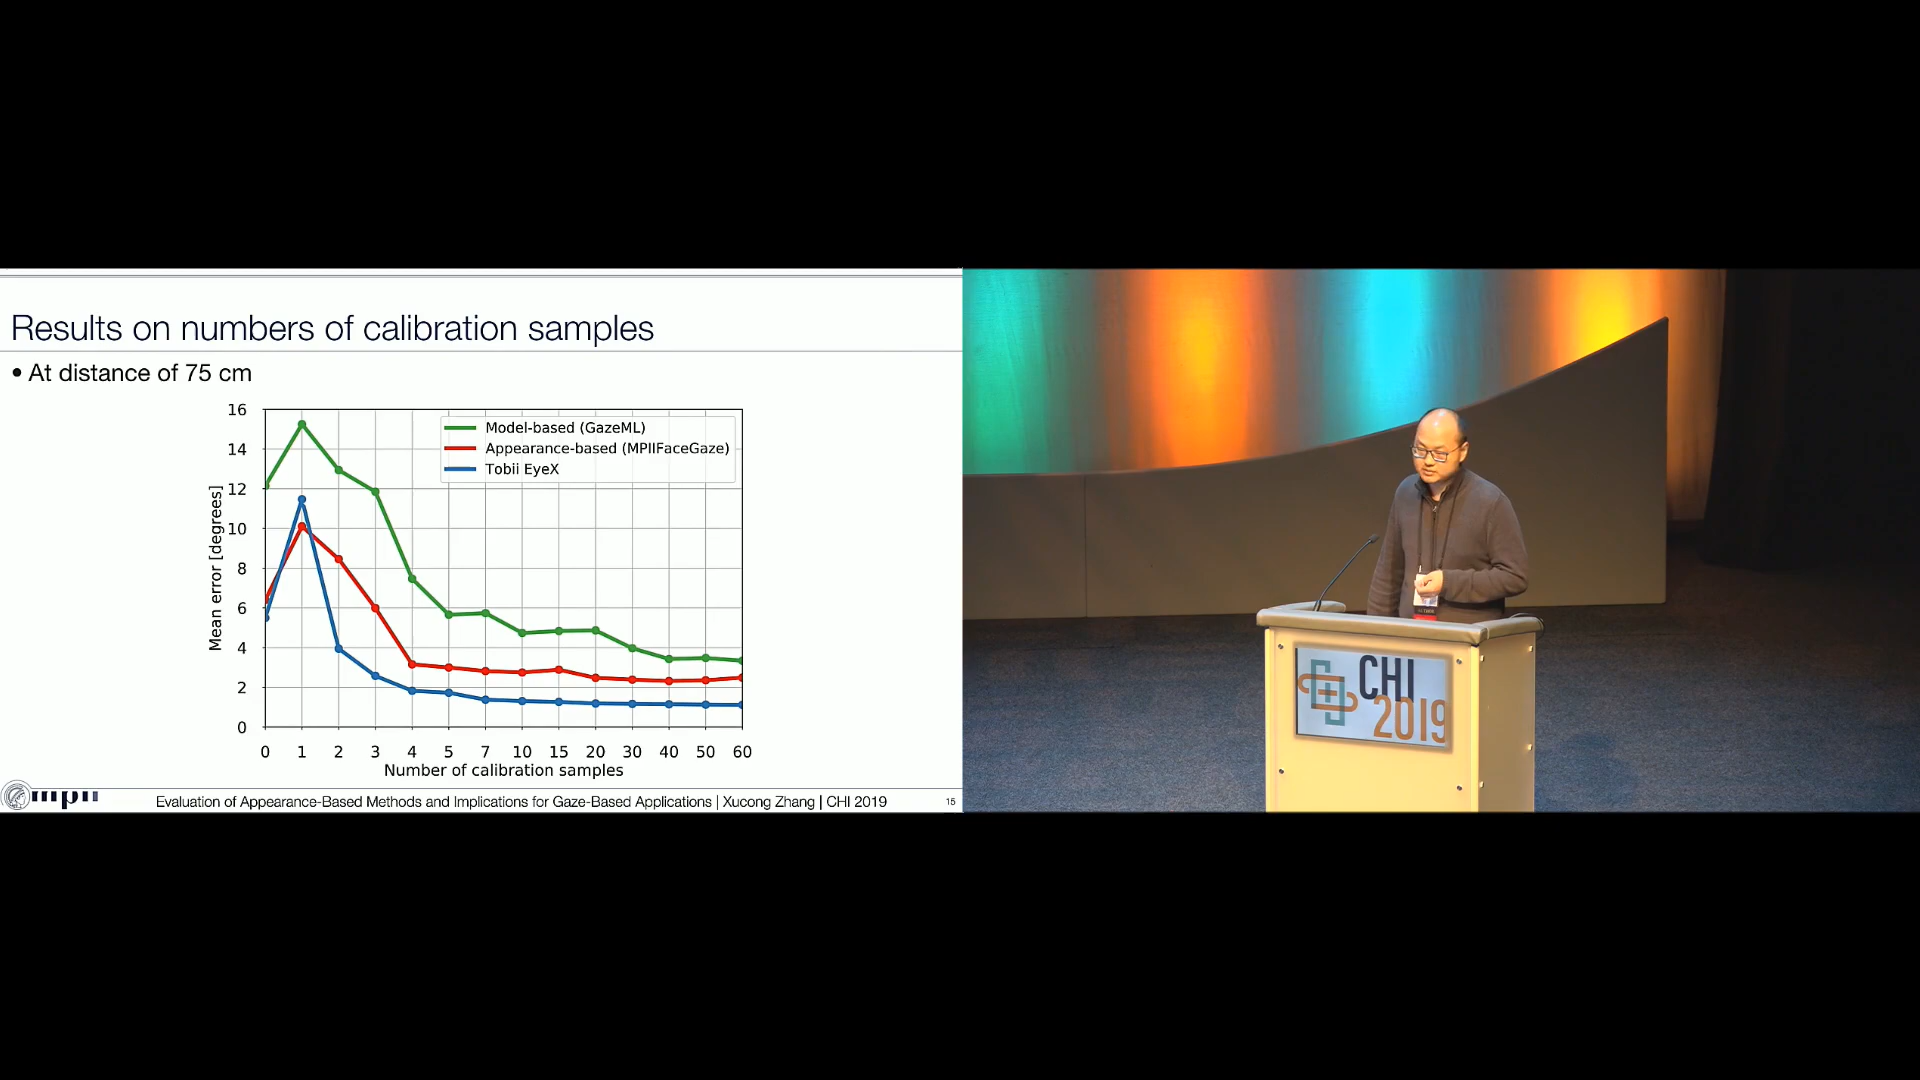 Results on numbers of calibration samples
• At distance of 75 cm
16
14
12
10
8
6
4
2
0
Mean error [degrees]
Model-based (GazeML)
Appearance-based (MPIIFaceGaze)
Tobii EyeX
0 1 2 3 4 5 7 10 15 20 30 40 50 60
Number of calibration samples
mpii
Evaluation of Appearance-Based Methods and Implications for Gaze-Based Applications | Xucong Zhang | CHI 2019
15
CHI
2019